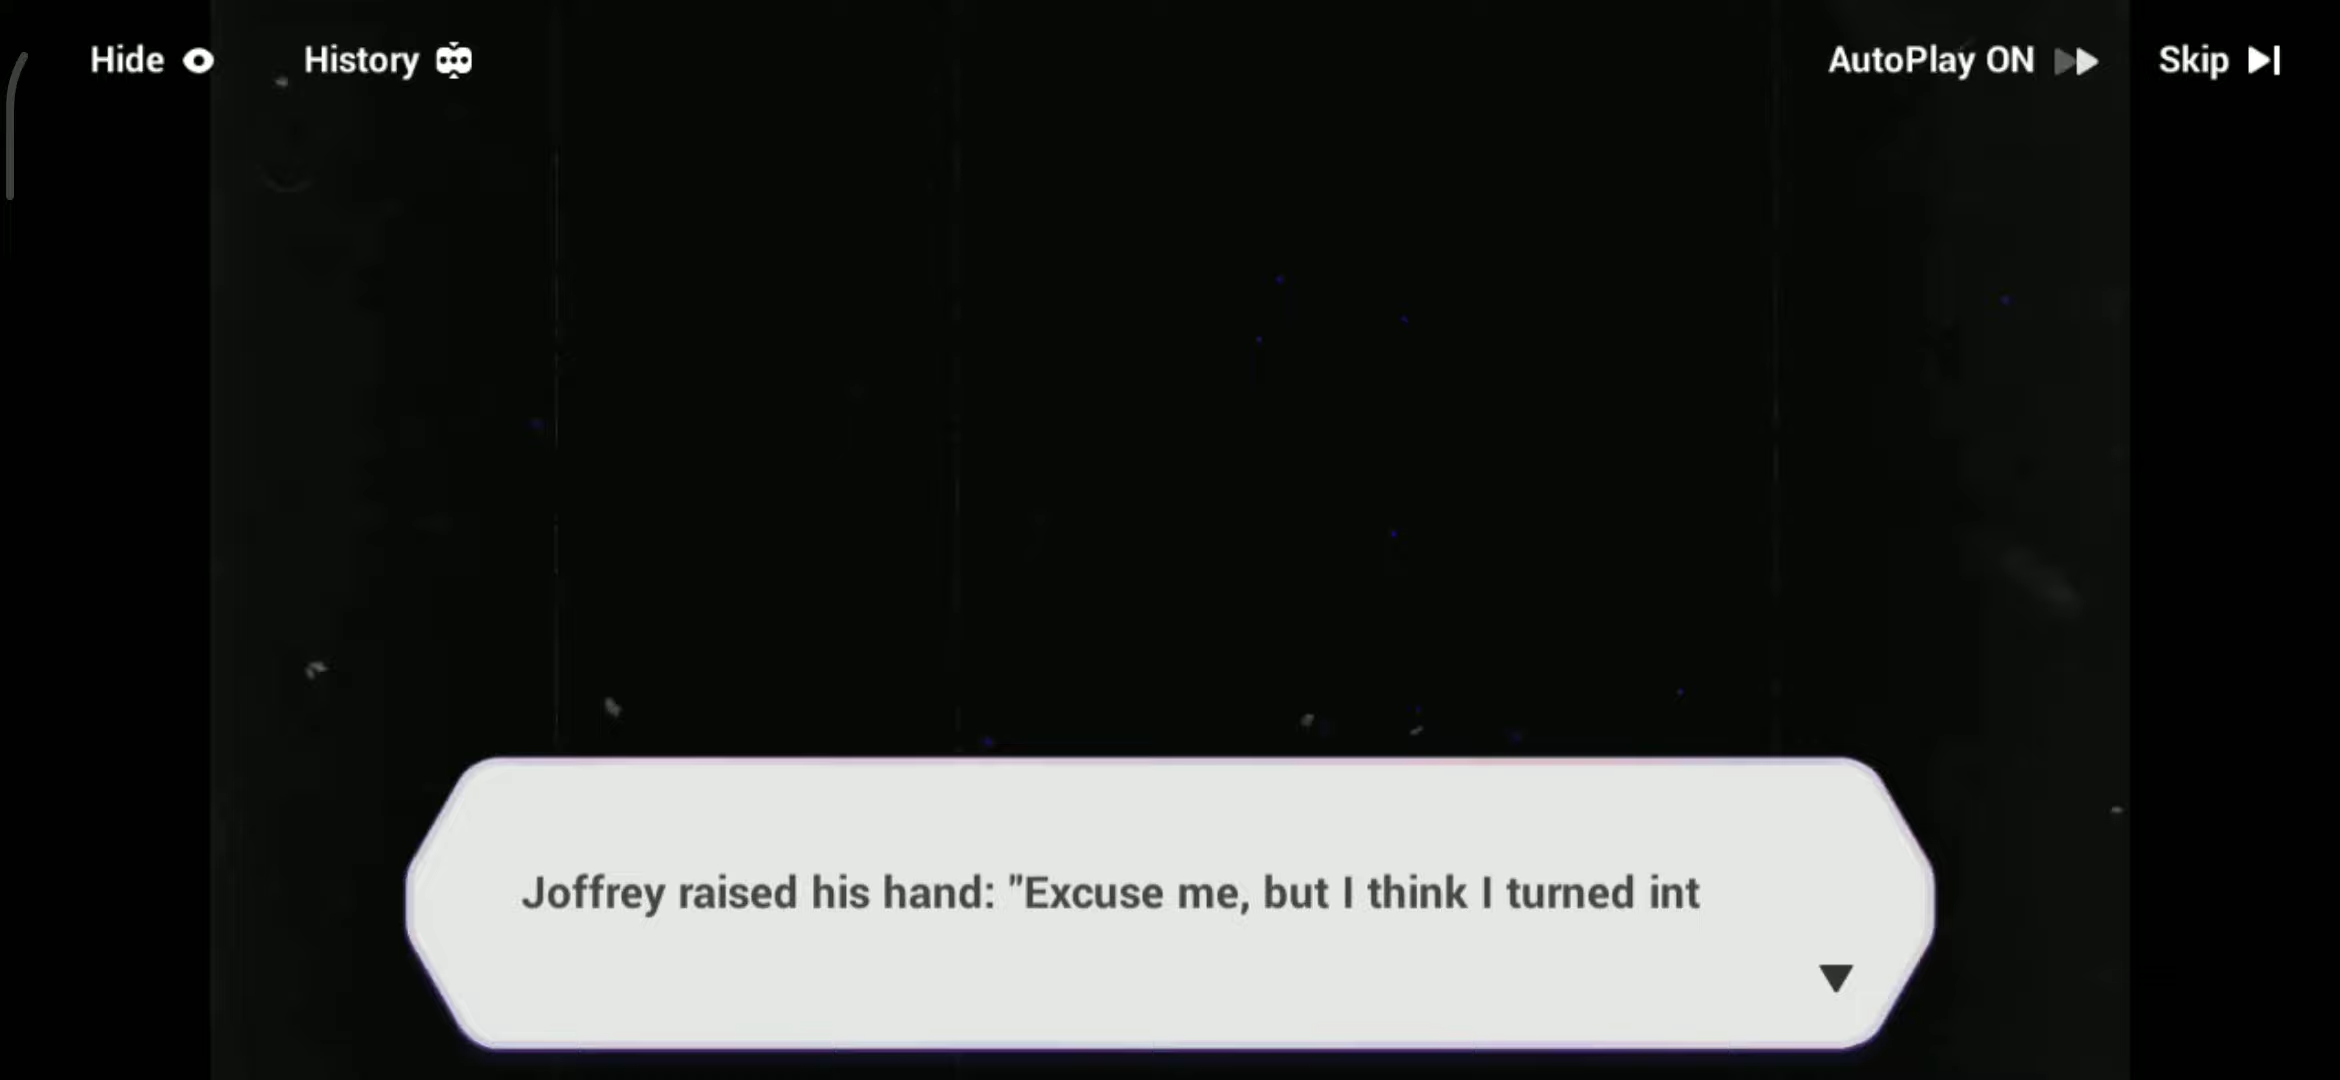 Hide
History
AutoPlay ON
Skip
Joffrey raised his hand: "Excuse me, but I think I turned int